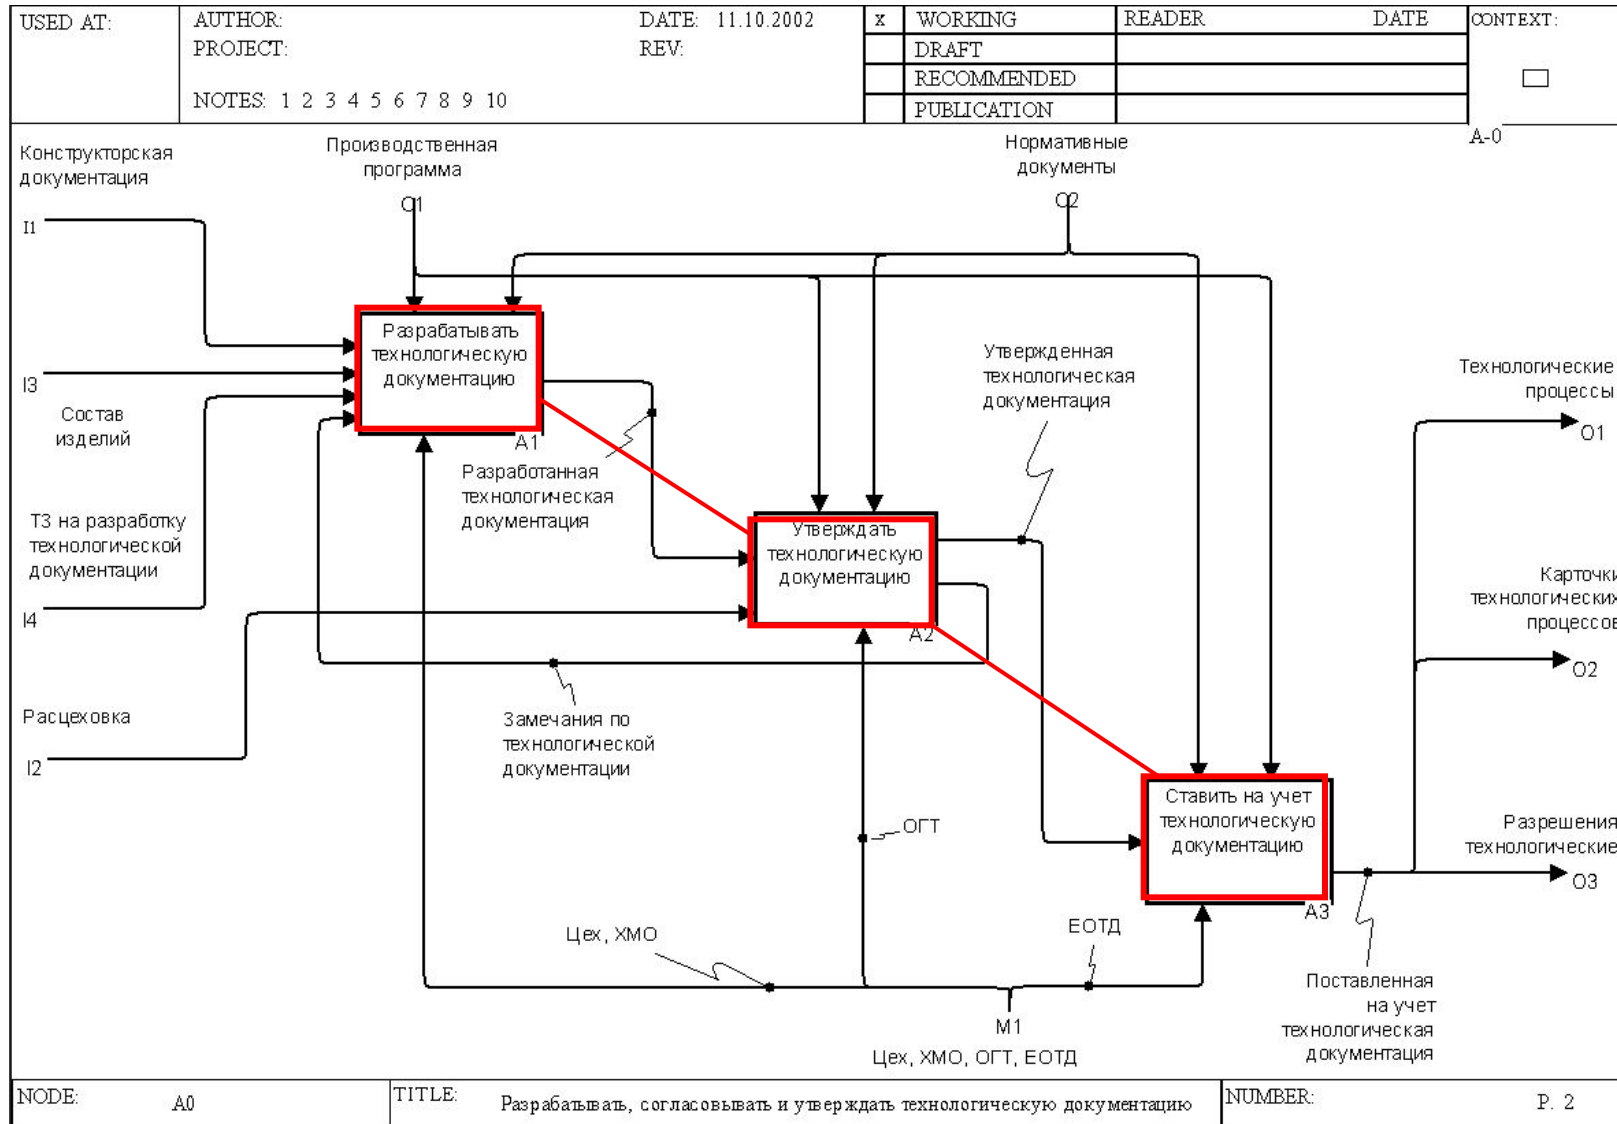 USED AT:
AUTHOR:
DATE: 11.10.2002
PROJECT:
REV:
NOTES: 1 2 3 4 5 6 7 8 9 10
X WORKING
DRAFT
RECOMMENDED
PUBLICATION
READER DATE
CONTEXT:
A-0
Конструкторская
документация
I1
Производственная
программа
C1
Нормативные
документы
C2
Разрабатывать
технологическую
документацию
A1
I3
Состав
изделий
Разработанная
технологическая
документация
Утвержденная
технологическая
документация
Технологические
процессы
O1
ТЗ на разработку
технологической
документации
I4
Утверждать
технологическую
документацию
A2
Карточки
технологических
процессов
O2
Расцеховка
I2
Замечания по
технологической
документации
Ставить на учет
технологическую
документацию
A3
ОГТ
Разрешения
технологические
O3
Цех, ХМО
ЕОТД
Поставленная
на учет
технологическая
документация
M1
Цех, ХМО, ОГТ, ЕОТД
NODE: A0
TITLE: Разрабатывать, согласовывать и утверждать технологическую документацию
NUMBER: P. 2